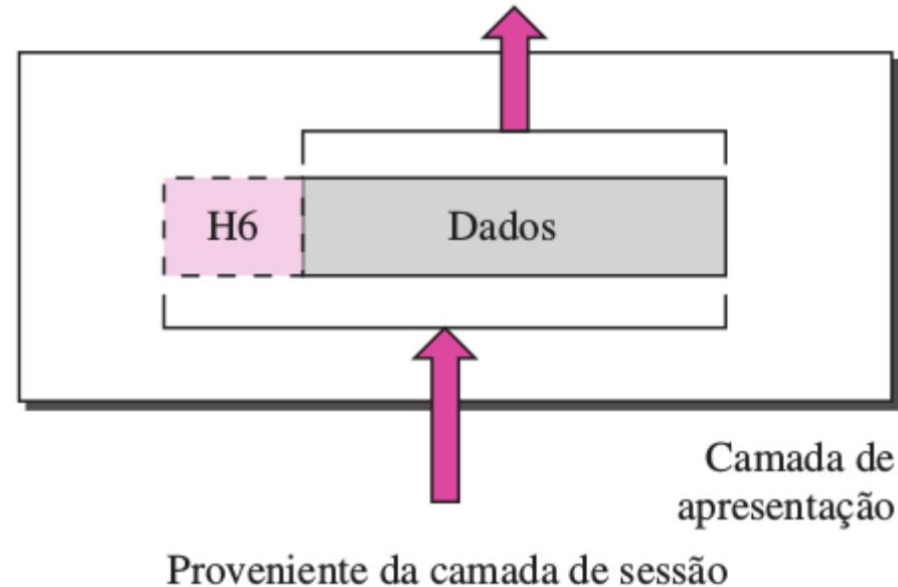 H6
Dados
Camada de
apresentação
Proveniente da camada de sessão